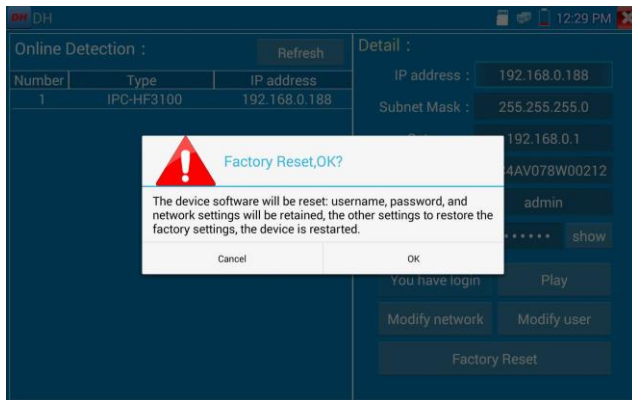 DH DH 12:29 PM
Online Detection : Refresh
Number Type IP address
1 IPC-HF3100 192.168.0.188
Detail :
IP address : 192.168.0.188
Subnet Mask : 255.255.255.0
192.168.0.1
4AV078W00212
admin
•••••• show
You have login Play
Modify network Modify user
Factory Reset
Factory Reset,OK?
The device software will be reset: username, password, and
network settings will be retained, the other settings to restore the
factory settings, the device is restarted.
Cancel OK